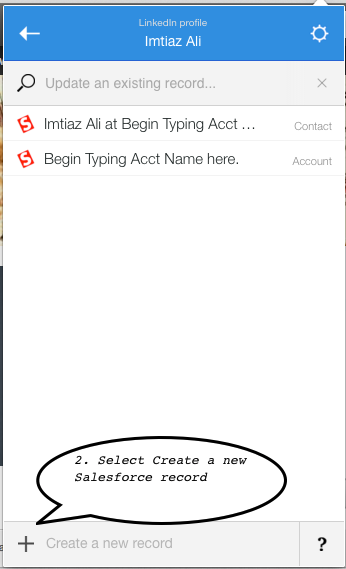 LinkedIn profile
Imtiaz Ali
Update an existing record...
S Imtiaz Ali at Begin Typing Acct ... Contact
S Begin Typing Acct Name here. Account
2. Select Create a new
Salesforce record
Create a new record ?